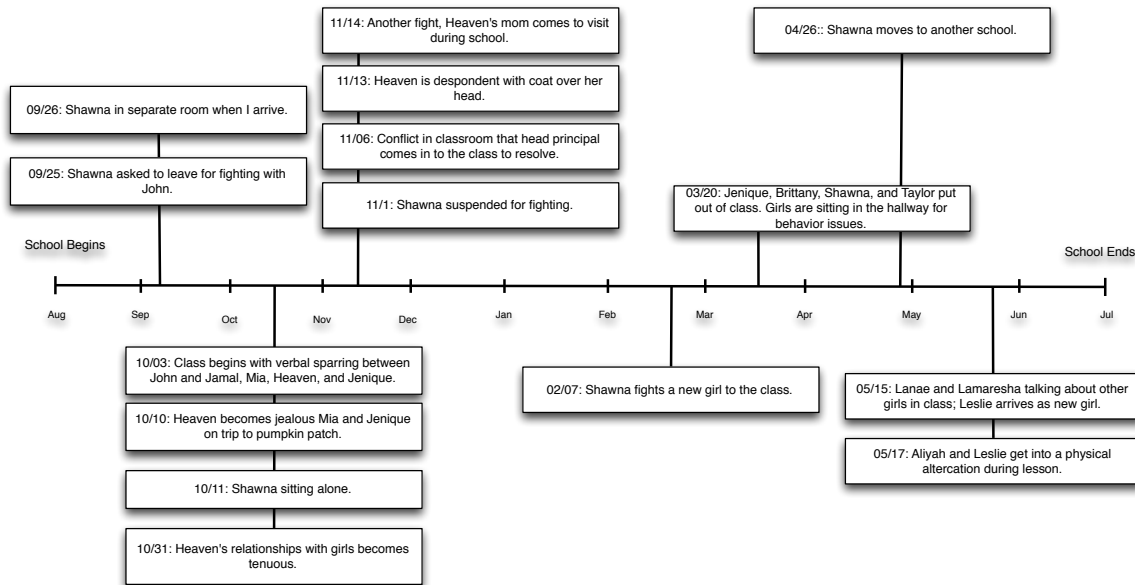 11/14: Another fight, Heaven's mom comes to visit
during school.
04/26:: Shawna moves to another school.
11/13: Heaven is despondent with coat over her
head.
09/26: Shawna in separate room when I arrive.
11/06: Conflict in classroom that head principal
comes in to the class to resolve.
09/25: Shawna asked to leave for fighting with
John.
11/1: Shawna suspended for fighting.
03/20: Jenique, Brittany, Shawna, and Taylor put
out of class. Girls are sitting in the hallway for
behavior issues.
School Begins
School Ends
Aug
Sep
Oct
Nov
Dec
Jan
Feb
Mar
Apr
May
Jun
Jul
10/03: Class begins with verbal sparring between
John and Jamal, Mia, Heaven, and Jenique.
10/10: Heaven becomes jealous Mia and Jenique
on trip to pumpkin patch.
10/11: Shawna sitting alone.
10/31: Heaven's relationships with girls becomes
tenuous.
02/07: Shawna fights a new girl to the class.
05/15: Lanae and Lamaresha talking about other
girls in class; Leslie arrives as new girl.
05/17: Aliyah and Leslie get into a physical
altercation during lesson.